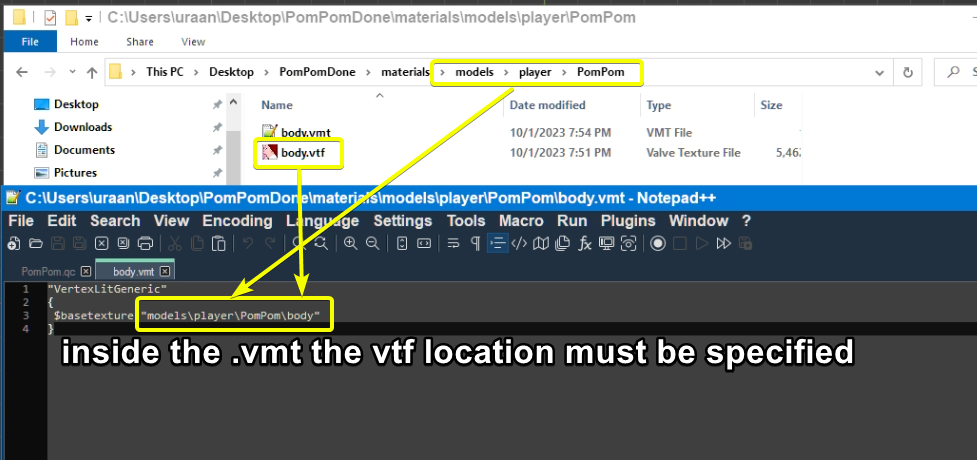 C:\Users\uraan\Desktop\PomPomDone\materials\models\player\PomPom
File Home Share View
This PC > Desktop > PomPomDone > materials > models > player > PomPom
Desktop
Downloads
Documents
Pictures
Name Date modified Type Size
body.vmt 10/1/2023 7:54 PM VMT File
body.vtf 10/1/2023 7:51 PM Valve Texture File 5,46
C:\Users\uraan\Desktop\PomPomDone\materials\models\player\PomPom\body.vmt - Notepad++
File Edit Search View Encoding Language Settings Tools Macro Run Plugins Window ?
PomPom.qc body.vmt
1 "VertexLitGeneric"
2 {
3 $basetexture "models\player\PomPom\body"
4 }
inside the .vmt the vtf location must be specified